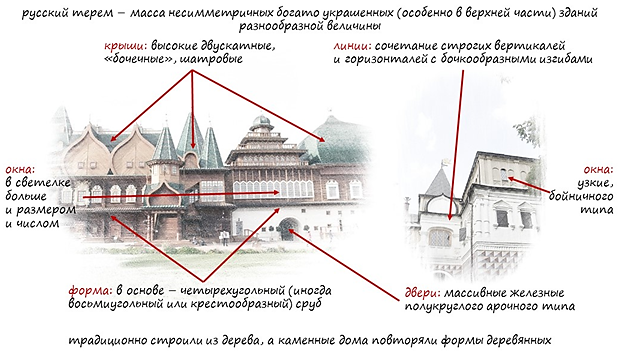 русский терем – масса несимметричных богато украшенных (особенно в верхней части) зданий
разнообразной величины
крыши: высокие двускатные,
«бочечные», шатровые
линии: сочетание строгих вертикалей
и горизонталей с бочкообразными изгибами
окна:
в светелке
больше
и размером
и числом
окна:
узкие,
бойничного
типа
форма: в основе – четырехугольный (иногда
восьмиугольный или крестообразный) сруб
двери: массивные железные
полукруглого арочного типа
традиционно строили из дерева, а каменные дома повторяли формы деревянных